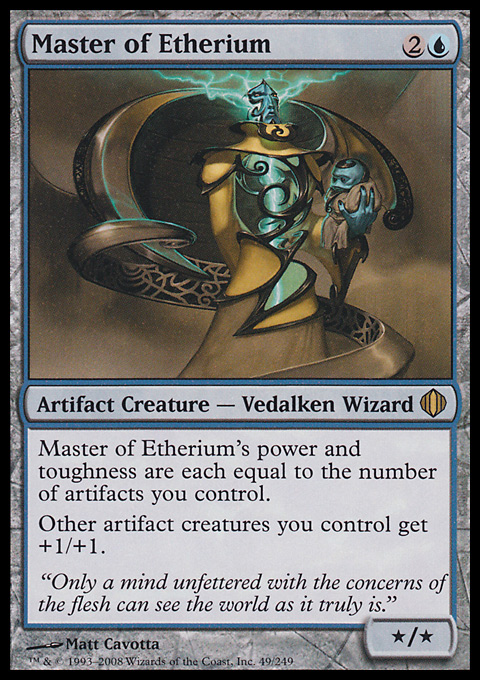 Master of Etherium 2
Artifact Creature — Vedalken Wizard
Master of Etherium's power and
toughness are each equal to the number
of artifacts you control.
Other artifact creatures you control get
+1/+1.
“Only a mind unfettered with the concerns of
the flesh can see the world as it truly is.”
★/★
Matt Cavotta
™ & © 1993–2008 Wizards of the Coast, Inc. 49/249